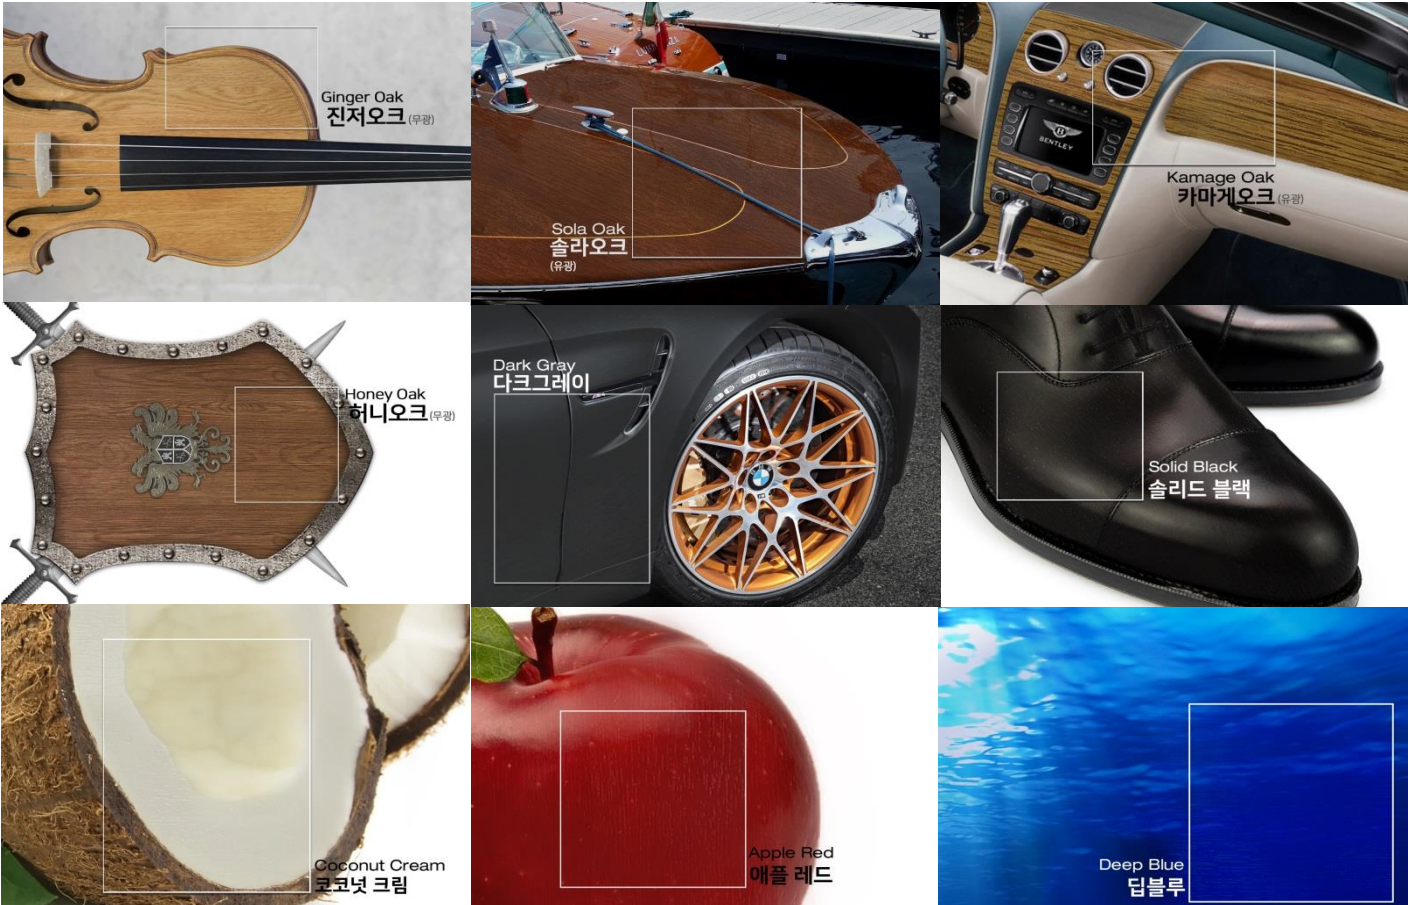 Ginger Oak
진저오크 (무광)
Sola Oak
솔라오크
(유광)
BENTLEY
Kamage Oak
카마게오크 (유광)
Honey Oak
허니오크 (무광)
Dark Gray
다크그레이
Solid Black
솔리드 블랙
Coconut Cream
코코넛 크림
Apple Red
애플 레드
Deep Blue
딥블루